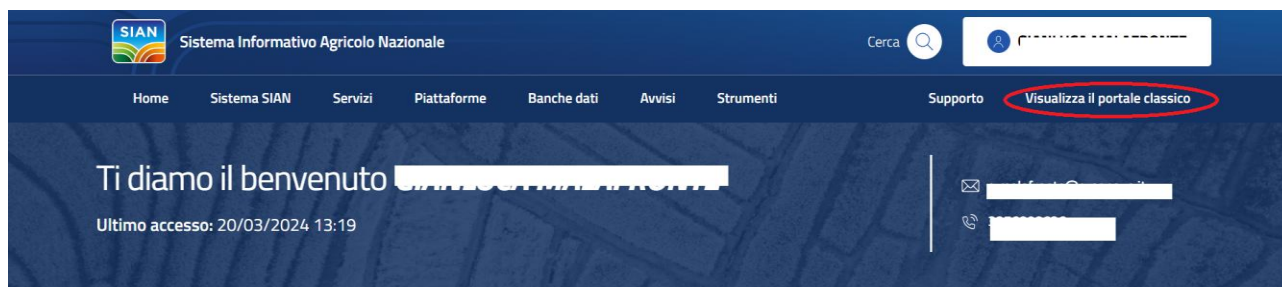 SIAN
Sistema Informativo Agricolo Nazionale
Cerca
Home Sistema SIAN Servizi Piattaforme Banche dati Avvisi Strumenti Supporto Visualizza il portale classico
Ti diamo il benvenuto
Ultimo accesso: 20/03/2024 13:19